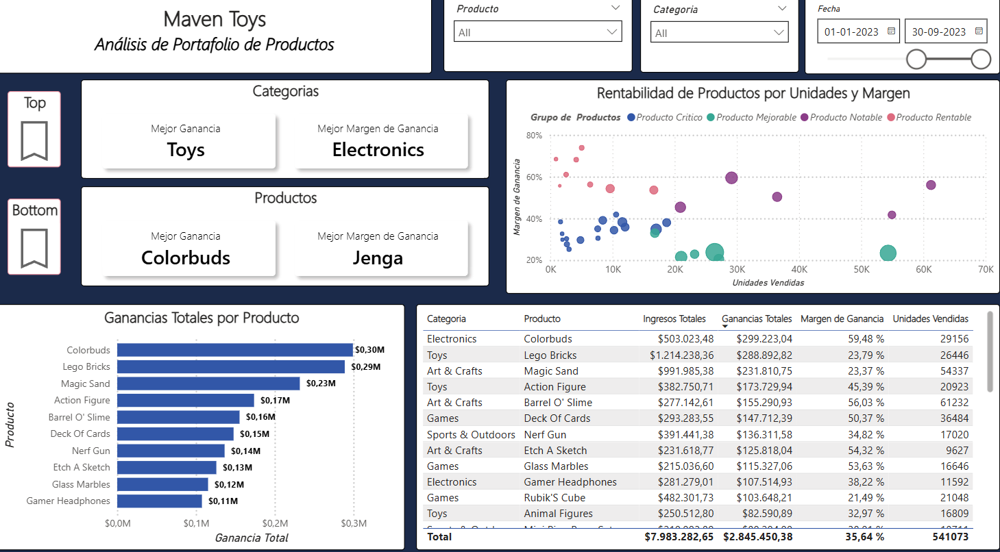 Maven Toys
Análisis de Portafolio de Productos
Producto
All
Categoria
All
Fecha
01-01-2023
30-09-2023
Top
Bottom
Categorias
Mejor Ganancia
Toys
Mejor Margen de Ganancia
Electronics
Productos
Mejor Ganancia
Colorbuds
Mejor Margen de Ganancia
Jenga
Rentabilidad de Productos por Unidades y Margen
Grupo de Productos Producto Critico Producto Mejorable Producto Notable Producto Rentable
Margen de Ganancia
80%
60%
40%
20%
0K 10K 20K 30K 40K 50K 60K 70K
Unidades Vendidas
Ganancias Totales por Producto
Producto
Colorbuds $0,30M
Lego Bricks $0,29M
Magic Sand $0,23M
Action Figure $0,17M
Barrel O' Slime $0,16M
Deck Of Cards $0,15M
Nerf Gun $0,14M
Etch A Sketch $0,13M
Glass Marbles $0,12M
Gamer Headphones $0,11M
$0,0M $0,1M $0,2M $0,3M
Ganancia Total
Categoria Producto Ingresos Totales Ganancias Totales Margen de Ganancia Unidades Vendidas
Electronics Colorbuds $503.023,48 $299.223,04 59,48 % 29156
Toys Lego Bricks $1.214.238,36 $288.892,82 23,79 % 26446
Art & Crafts Magic Sand $991.985,38 $231.810,75 23,37 % 54337
Toys Action Figure $382.750,71 $173.729,94 45,39 % 20923
Art & Crafts Barrel O' Slime $277.142,61 $155.290,93 56,03 % 61232
Games Deck Of Cards $293.283,55 $147.712,39 50,37 % 36484
Sports & Outdoors Nerf Gun $391.441,38 $136.311,58 34,82 % 17020
Art & Crafts Etch A Sketch $231.618,77 $125.818,04 54,32 % 9627
Games Glass Marbles $215.036,60 $115.327,06 53,63 % 16646
Electronics Gamer Headphones $281.279,01 $107.514,93 38,22 % 11592
Games Rubik'S Cube $482.301,73 $103.648,21 21,49 % 21048
Toys Animal Figures $250.512,80 $82.590,89 32,97 % 16809
Total $7.983.282,65 $2.845.450,38 35,64 % 541073